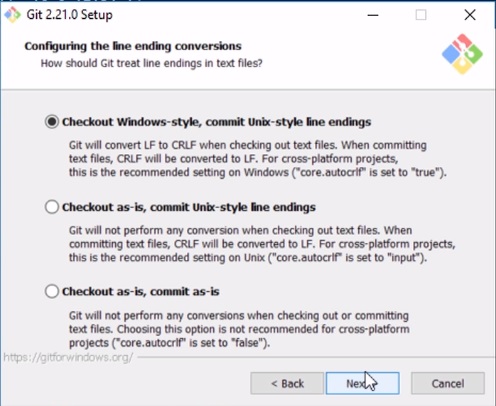 Git 2.21.0 Setup
Configuring the line ending conversions
How should Git treat line endings in text files?
Checkout Windows-style, commit Unix-style line endings
Git will convert LF to CRLF when checking out text files. When committing
text files, CRLF will be converted to LF. For cross-platform projects,
this is the recommended setting on Windows ("core.autocrlf" is set to "true").
Checkout as-is, commit Unix-style line endings
Git will not perform any conversion when checking out text files. When
committing text files, CRLF will be converted to LF. For cross-platform projects,
this is the recommended setting on Unix ("core.autocrlf" is set to "input").
Checkout as-is, commit as-is
Git will not perform any conversions when checking out or committing
text files. Choosing this option is not recommended for cross-platform
projects ("core.autocrlf" is set to "false").
https://gitforwindows.org/
< Back Next Cancel